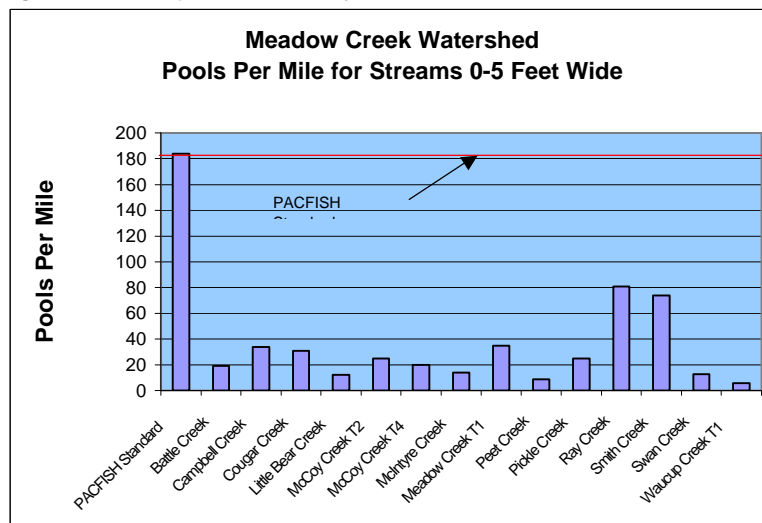 Meadow Creek Watershed
Pools Per Mile for Streams 0-5 Feet Wide
Pools Per Mile
200
180
160
140
120
100
80
60
40
20
0
PACFISH
PACFISH Standard
Battle Creek
Campbell Creek
Cougar Creek
Little Bear Creek
McCoy Creek T2
McCoy Creek T4
McIntyre Creek
Meadow Creek T1
Peet Creek
Pickle Creek
Ray Creek
Smith Creek
Swan Creek
Waucup Creek T1